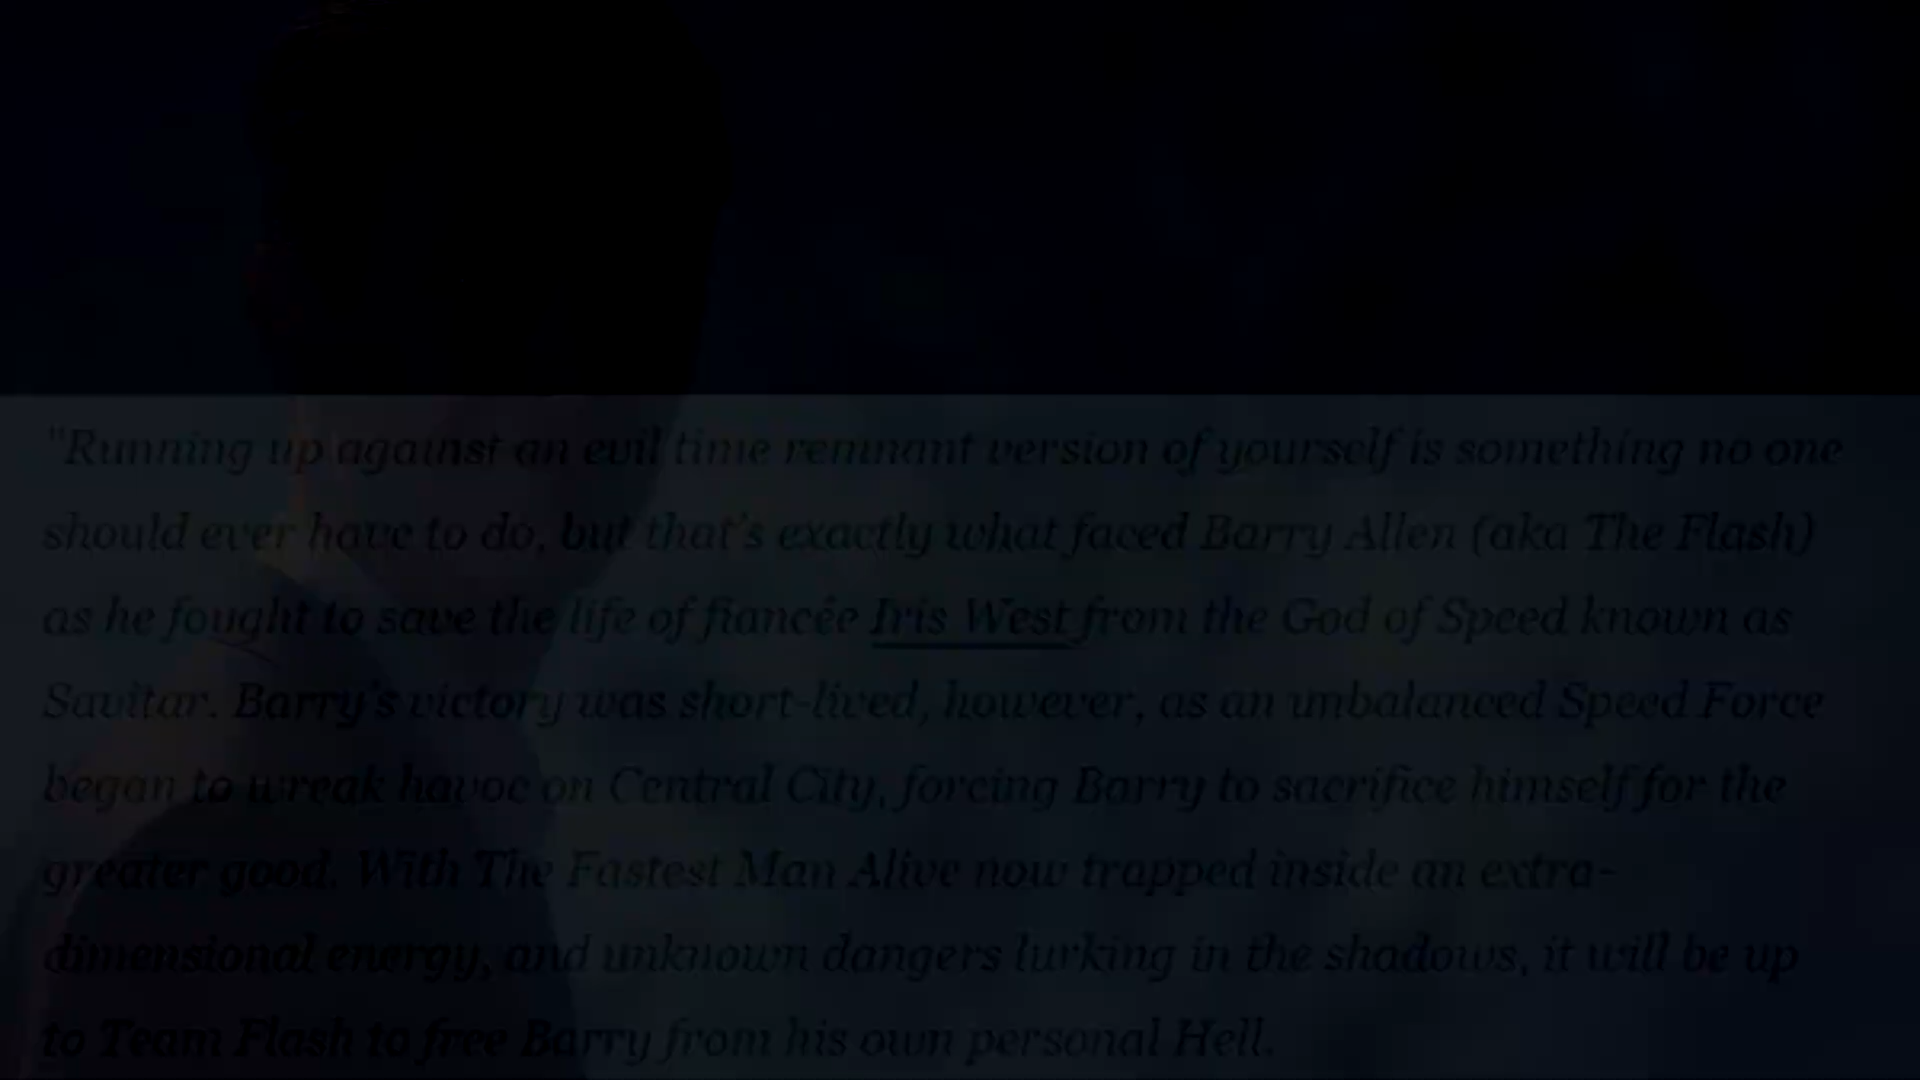 "Running up against an evil time remnant version of yourself is something no one
should ever have to do, but that's exactly what faced Barry Allen (aka The Flash)
as he fought to save the life of fiancée Iris West from the God of Speed known as
Savitar. Barry's victory was short-lived, however, as an unbalanced Speed Force
began to wreak havoc on Central City, forcing Barry to sacrifice himself for the
greater good. With The Fastest Man Alive now trapped inside an extra-
dimensional energy, and unknown dangers lurking in the shadows, it will be up
to Team Flash to free Barry from his own personal Hell.